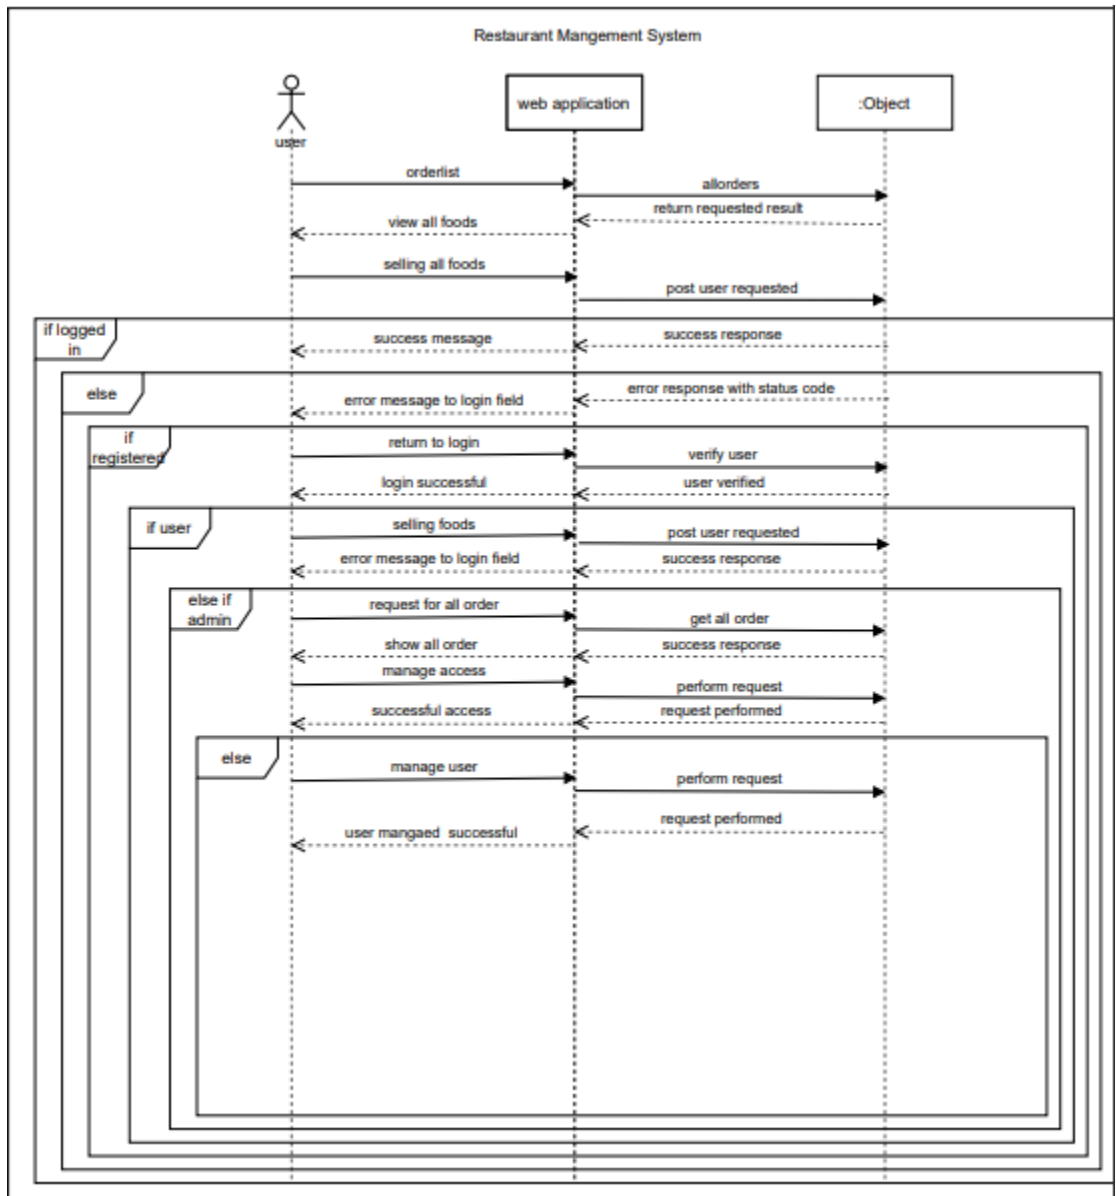 Restaurant Mangement System
user
web application
:Object
orderlist
allorders
return requested result
view all foods
selling all foods
post user requested
if logged
in
success response
success message
else
error response with status code
error message to login field
if
registered
return to login
verify user
login successful
user verified
if user
selling foods
post user requested
error message to login field
success response
else if
admin
request for all order
get all order
show all order
success response
manage access
perform request
successful access
request performed
else
manage user
perform request
request performed
user mangaed successful